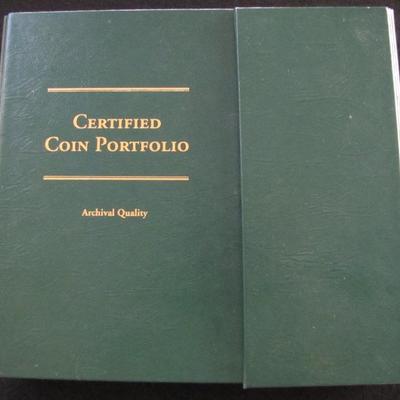 Certified
Coin Portfolio
Archival Quality